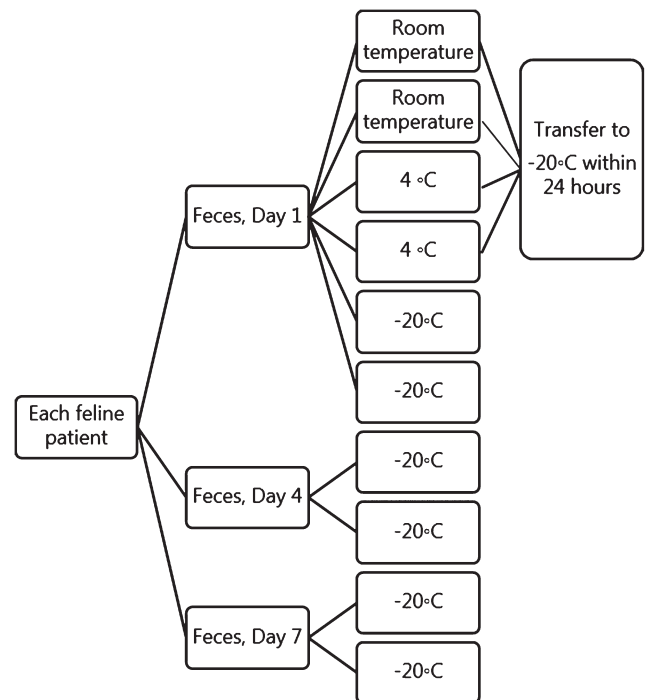 Room
temperature
Room
temperature
Transfer to
-20∘C within
24 hours
4 ∘C
Feces, Day 1
4 ∘C
-20∘C
-20∘C
Each feline
patient
-20∘C
Feces, Day 4
-20∘C
-20∘C
Feces, Day 7
-20∘C